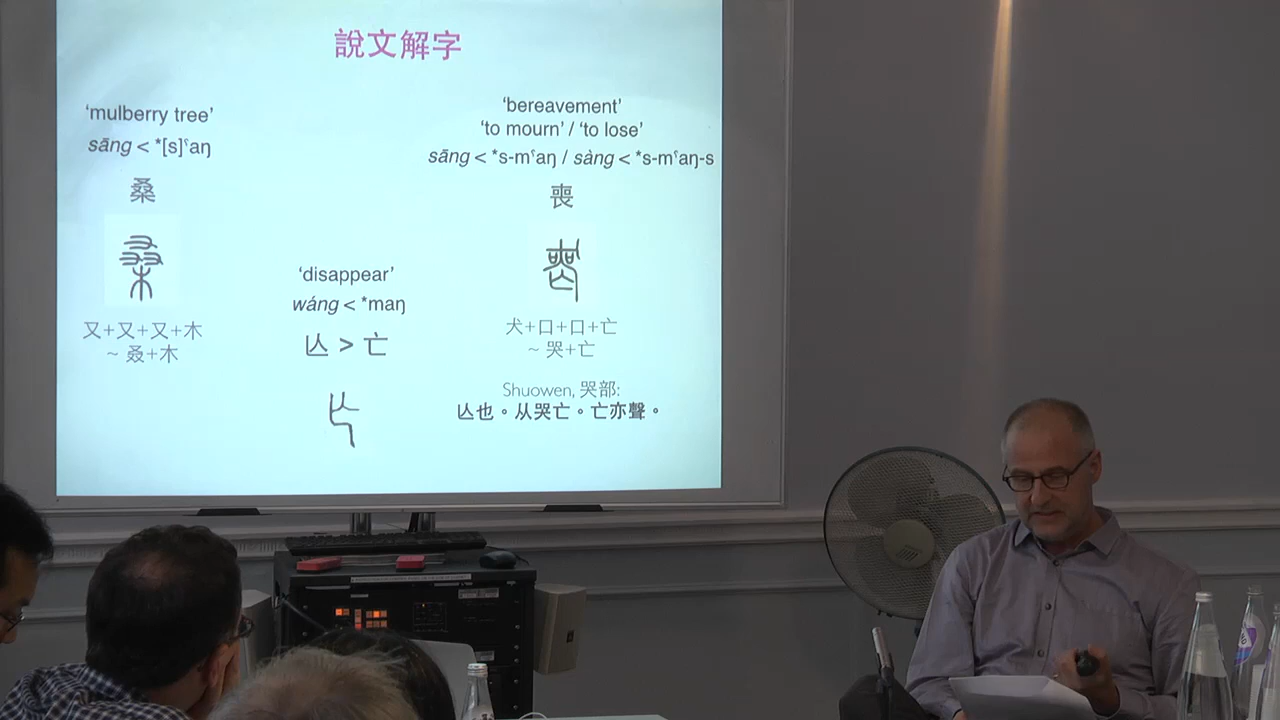 說文解字
‘mulberry tree’
sāng < *[s]ˤaŋ
桑
又+又+又+木
~ 叒+木
‘disappear’
wáng < *maŋ
亾 > 亡
‘bereavement’
‘to mourn’ / ‘to lose’
sāng < *s-mˤaŋ / sàng < *s-mˤaŋ-s
喪
犬+口+口+亡
~ 哭+亡
Shuowen, 哭部:
亾也。从哭亡。亡亦聲。